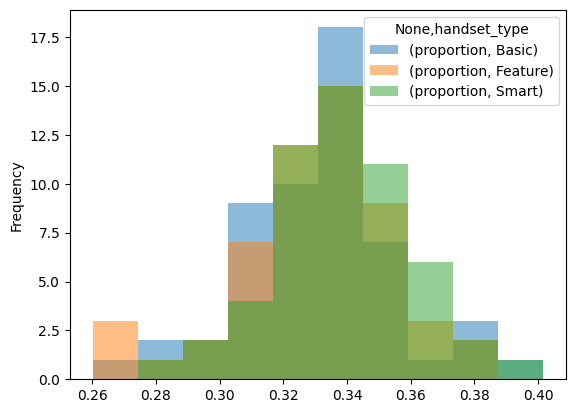 None,handset_type
(proportion, Basic)
(proportion, Feature)
(proportion, Smart)
Frequency
17.5
15.0
12.5
10.0
7.5
5.0
2.5
0.0
0.26 0.28 0.30 0.32 0.34 0.36 0.38 0.40